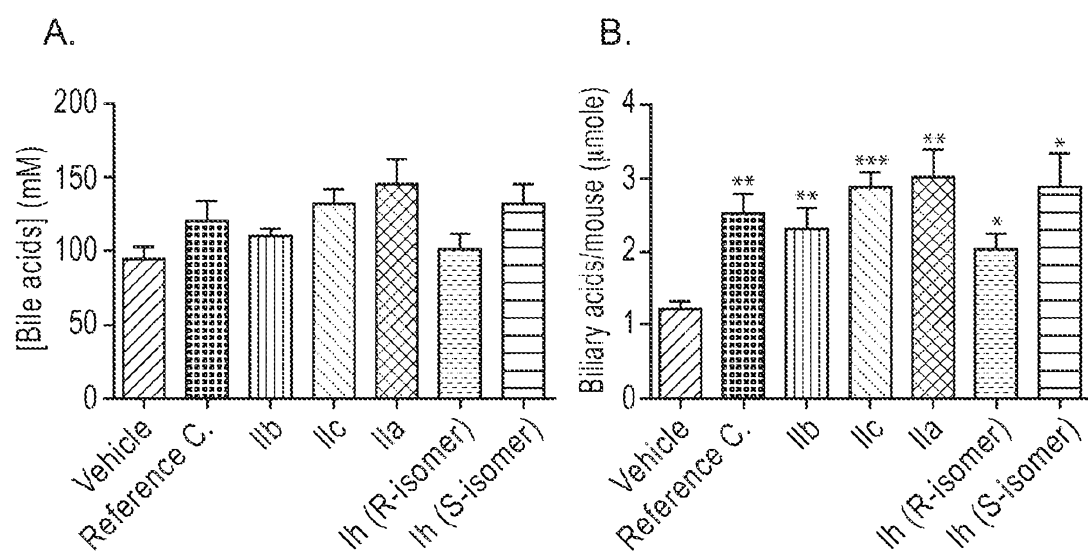 A.
[Bile acids] (mM)
200
150
100
50
0
Vehicle
Reference C.
IIb
IIc
IIa
Ih (R-isomer)
Ih (S-isomer)
B.
Biliary acids/mouse (µmole)
4
3
2
1
0
**
**
***
**
*
*
Vehicle
Reference C.
IIb
IIc
IIa
Ih (R-isomer)
Ih (S-isomer)